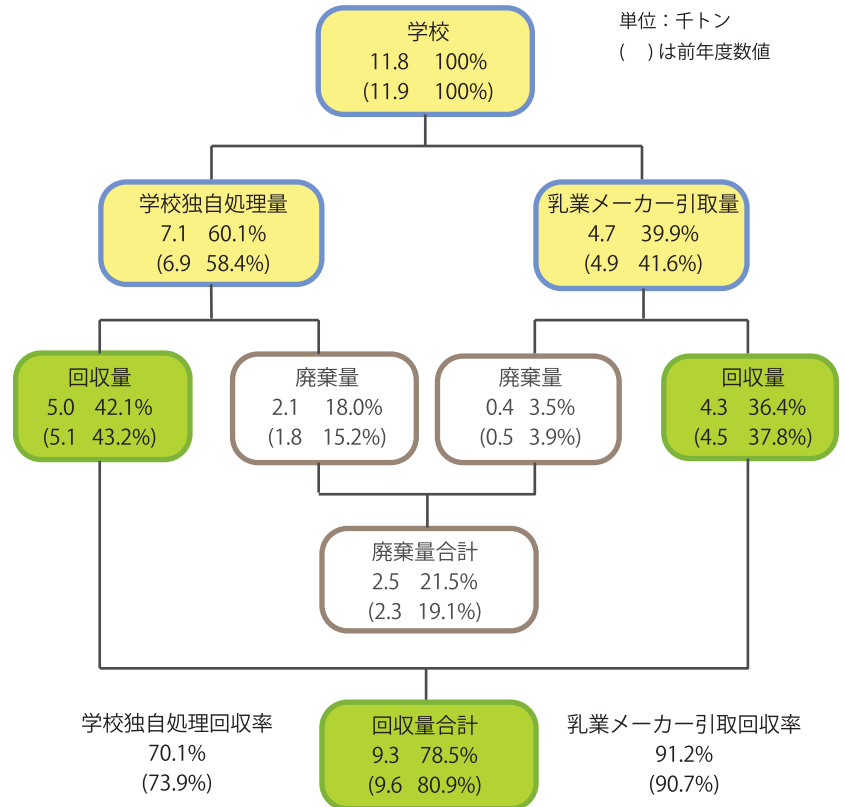 学校
11.8 100%
(11.9 100%)
単位：千トン
( )は前年度数値
学校独自処理量
7.1 60.1%
(6.9 58.4%)
乳業メーカー引取量
4.7 39.9%
(4.9 41.6%)
回収量
5.0 42.1%
(5.1 43.2%)
廃棄量
2.1 18.0%
(1.8 15.2%)
廃棄量
0.4 3.5%
(0.5 3.9%)
回収量
4.3 36.4%
(4.5 37.8%)
廃棄量合計
2.5 21.5%
(2.3 19.1%)
学校独自処理回収率
70.1%
(73.9%)
回収量合計
9.3 78.5%
(9.6 80.9%)
乳業メーカー引取回収率
91.2%
(90.7%)